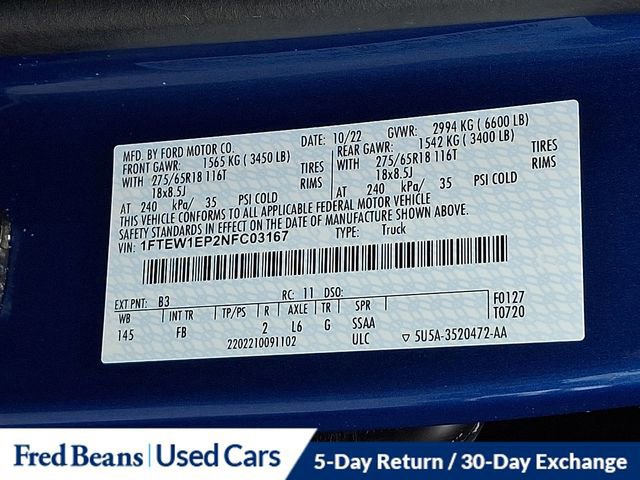 MFD. BY FORD MOTOR CO.
DATE: 10/22 GVWR: 2994 KG ( 6600 LB)
FRONT GAWR: 1565 KG ( 3450 LB)
REAR GAWR: 1542 KG ( 3400 LB)
WITH 275/65R18 116T TIRES
WITH 275/65R18 116T TIRES
18x8.5J RIMS
18x8.5J RIMS
AT 240 kPa/ 35 PSI COLD
AT 240 kPa/ 35 PSI COLD
THIS VEHICLE CONFORMS TO ALL APPLICABLE FEDERAL MOTOR VEHICLE
SAFETY STANDARDS IN EFFECT ON THE DATE OF MANUFACTURE SHOWN ABOVE.
VIN: 1FTEW1EP2NFC03167
TYPE: Truck
EXT PNT: B3 RC: 11 DSO:
F0127
T0720
WB INT TR TP/PS R AXLE TR SPR
145 FB 2 L6 G SSAA
2202210091102 ULC
5U5A-3520472-AA
Fred Beans Used Cars
5-Day Return / 30-Day Exchange